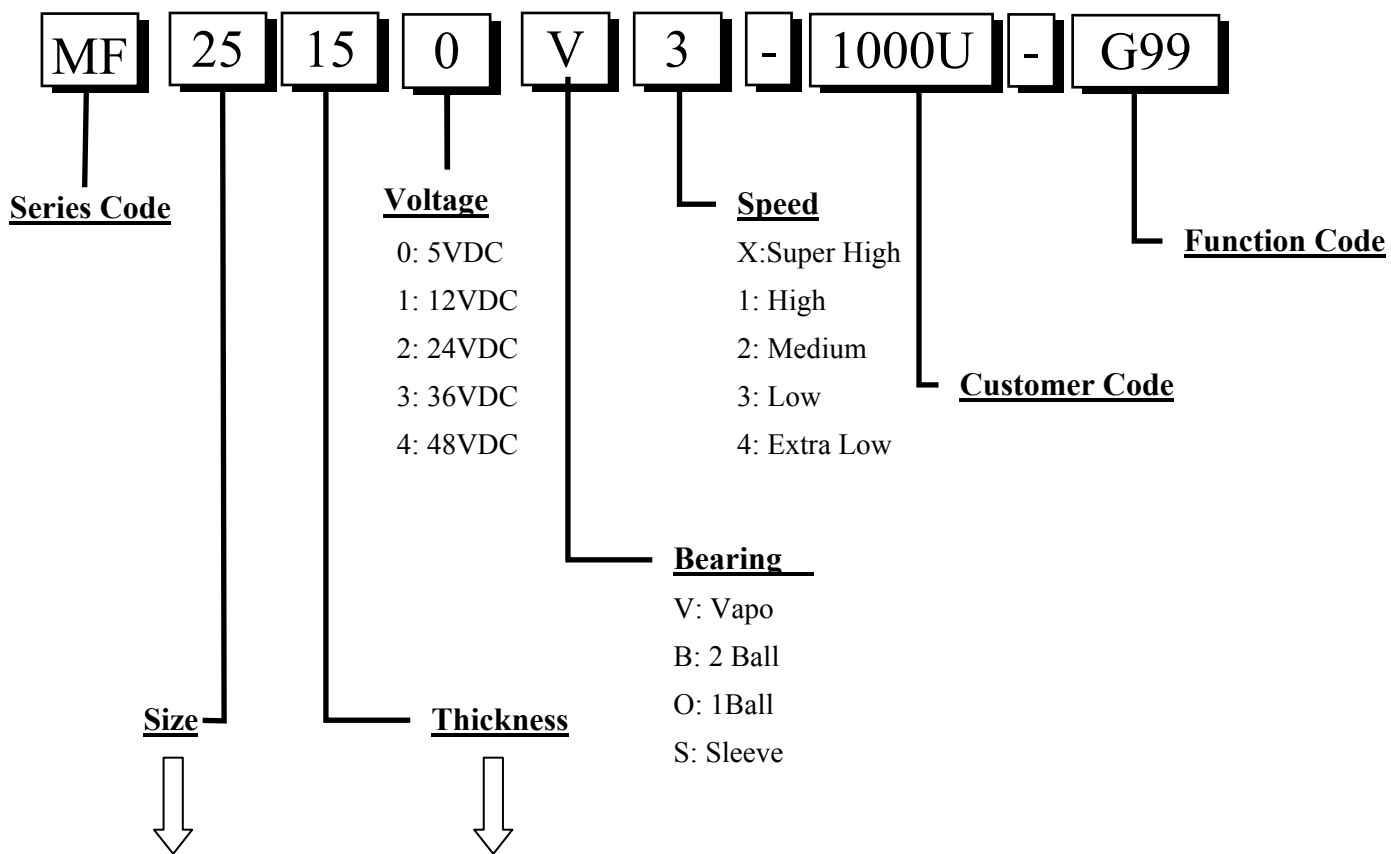 MF 25 15 0 V 3 - 1000U - G99
Series Code
Voltage
0: 5VDC
1: 12VDC
2: 24VDC
3: 36VDC
4: 48VDC
Speed
X:Super High
1: High
2: Medium
3: Low
4: Extra Low
Function Code
Customer Code
Bearing
V: Vapo
B: 2 Ball
O: 1Ball
S: Sleeve
Size
Thickness